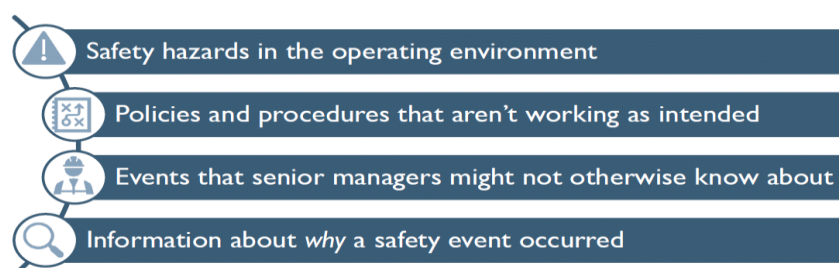 Safety hazards in the operating environment
Policies and procedures that aren’t working as intended
Events that senior managers might not otherwise know about
Information about why a safety event occurred